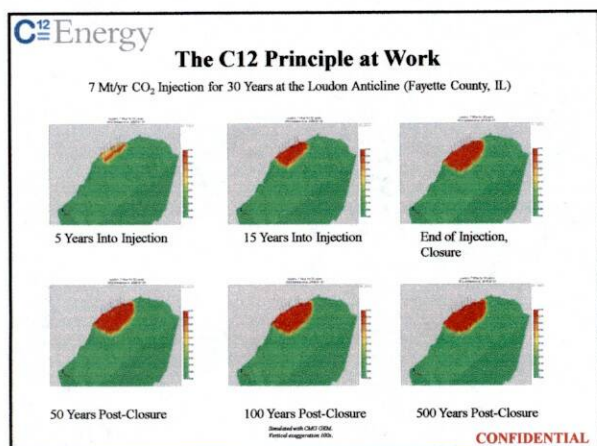 C12 Energy
The C12 Principle at Work
7 Mt/yr CO₂ Injection for 30 Years at the Loudon Anticline (Fayette County, IL)
5 Years Into Injection
15 Years Into Injection
End of Injection,
Closure
50 Years Post-Closure
100 Years Post-Closure
500 Years Post-Closure
Simulated with CMG GEM.
Vertical exaggeration 100x.
CONFIDENTIAL